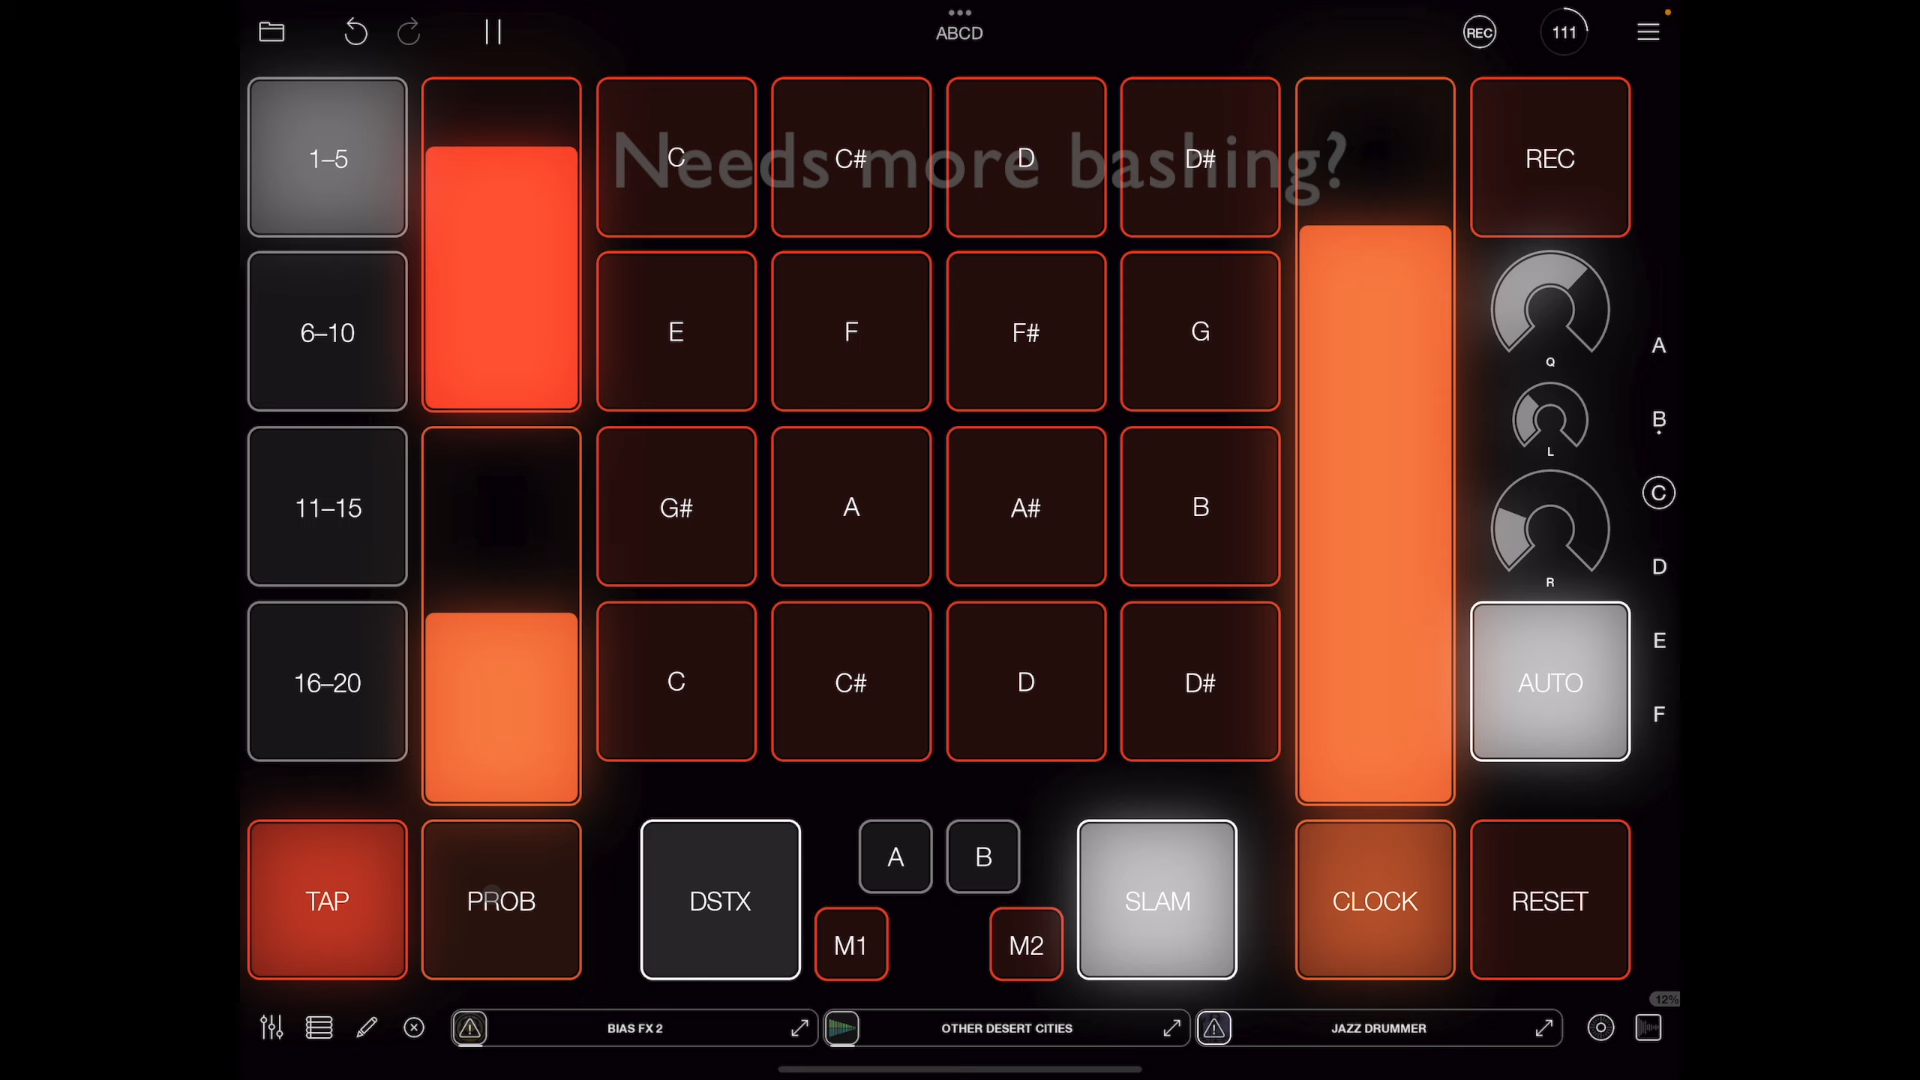 ABCD
REC
111
Needs more bashing?
1–5
C
C#
D
D#
REC
6–10
E
F
F#
G
Q
A
L
B
11–15
G#
A
A#
B
C
R
D
16–20
C
C#
D
D#
AUTO
E
F
TAP
PROB
DSTX
A
B
M1
M2
SLAM
CLOCK
RESET
12%
BIAS FX 2
OTHER DESERT CITIES
JAZZ DRUMMER